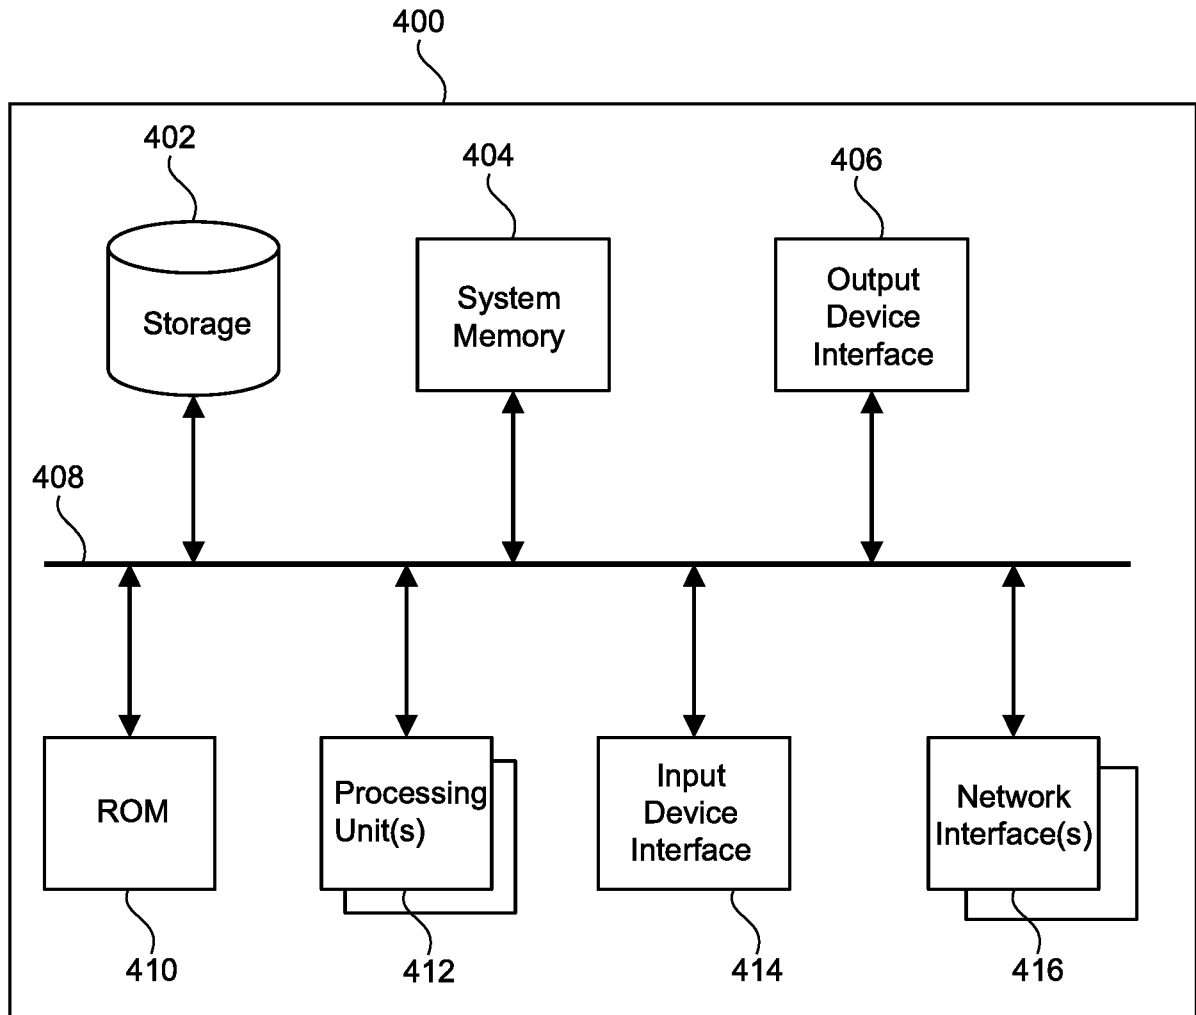 400
402
404
406
Storage
System
Memory
Output
Device
Interface
408
ROM
Processing
Unit(s)
Input
Device
Interface
Network
Interface(s)
410
412
414
416